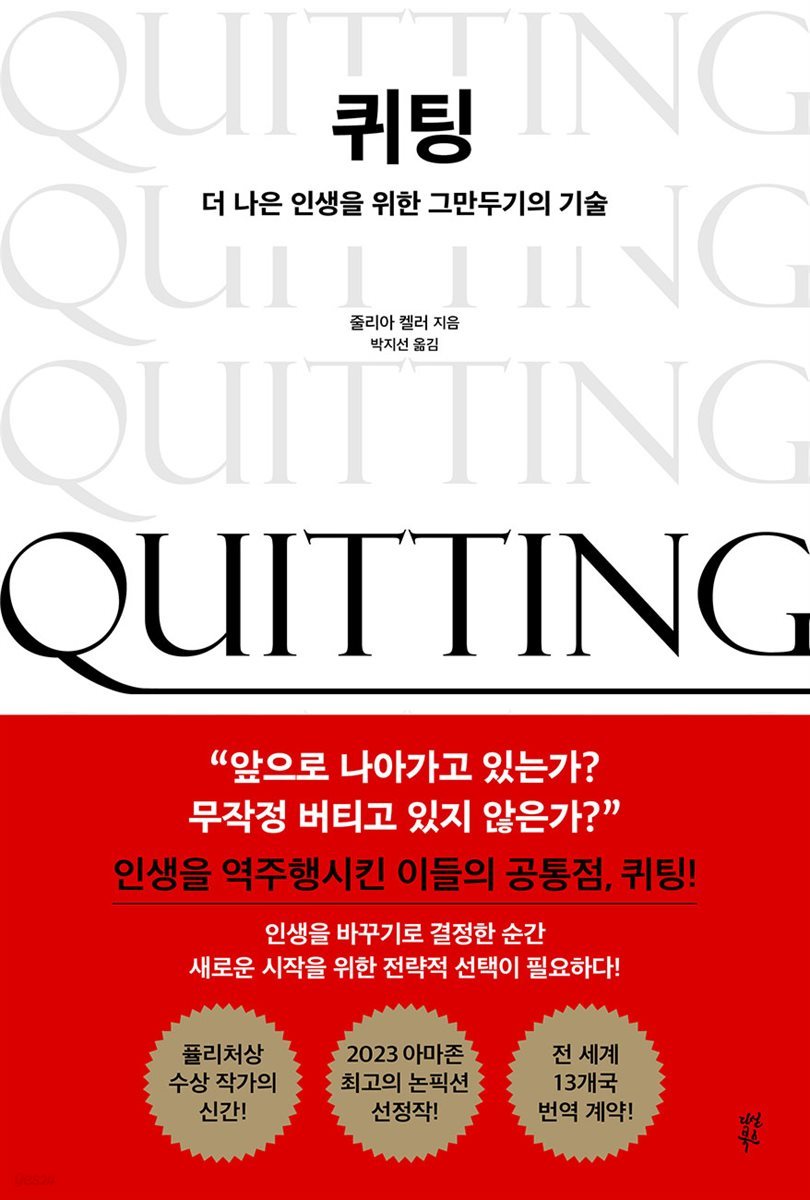 QUITTING
퀴팅
QUITTING
더 나은 인생을 위한 그만두기의 기술
줄리아 켈러 지음
박지선 옮김
QUITTING
QUITTING
“앞으로 나아가고 있는가?
무작정 버티고 있지 않은가?”
인생을 역주행시킨 이들의 공통점, 퀴팅!
인생을 바꾸기로 결정한 순간
새로운 시작을 위한 전략적 선택이 필요하다!
퓰리처상
수상 작가의
신간!
2023 아마존
최고의 논픽션
선정작!
전 세계
13개국
번역 계약!
다산
북스